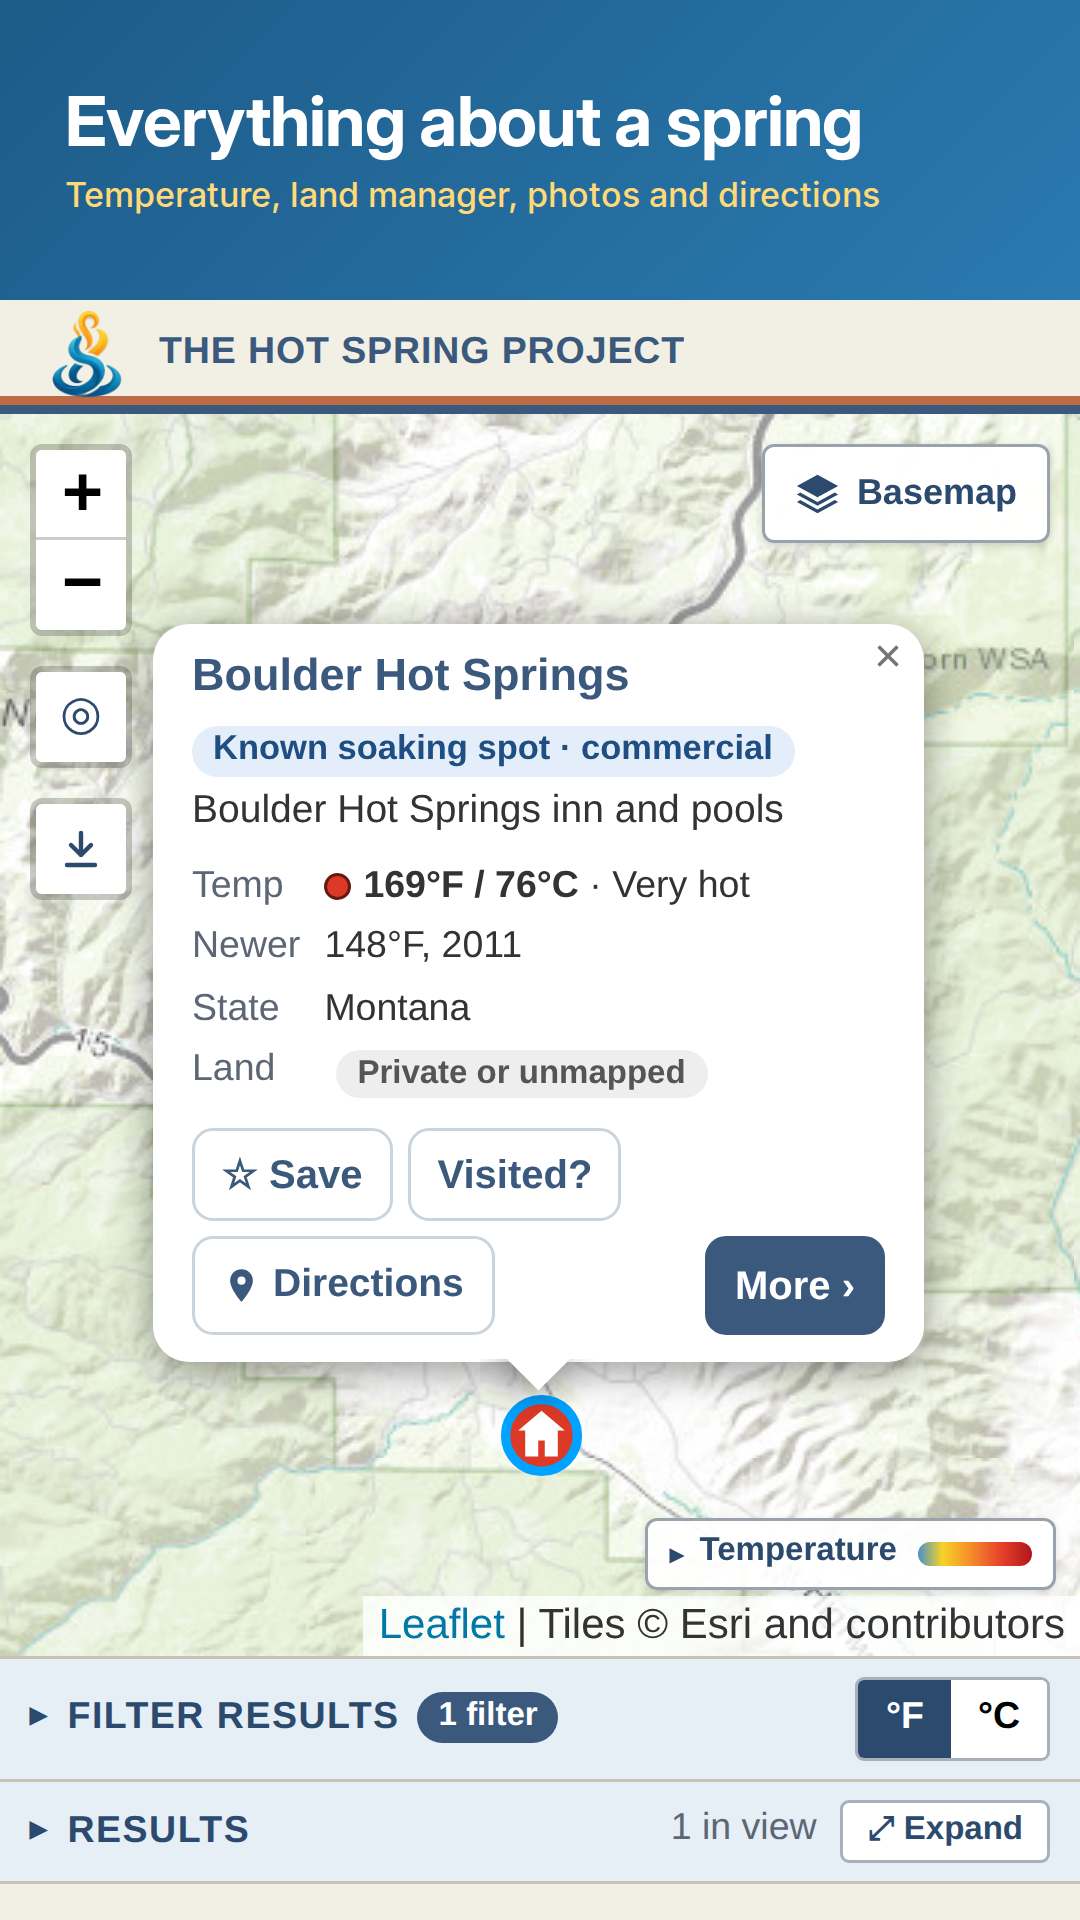 Everything about a spring
Temperature, land manager, photos and directions
THE HOT SPRING PROJECT
+
Basemap
−
orn WSA
N
Boulder Hot Springs
×
Known soaking spot · commercial
Boulder Hot Springs inn and pools
Temp 169°F / 76°C · Very hot
Newer 148°F, 2011
State Montana
Land Private or unmapped
15
☆ Save Visited?
Directions More ›
▸ Temperature
Leaflet | Tiles © Esri and contributors
▸ FILTER RESULTS 1 filter °F °C
▸ RESULTS 1 in view ⤢ Expand